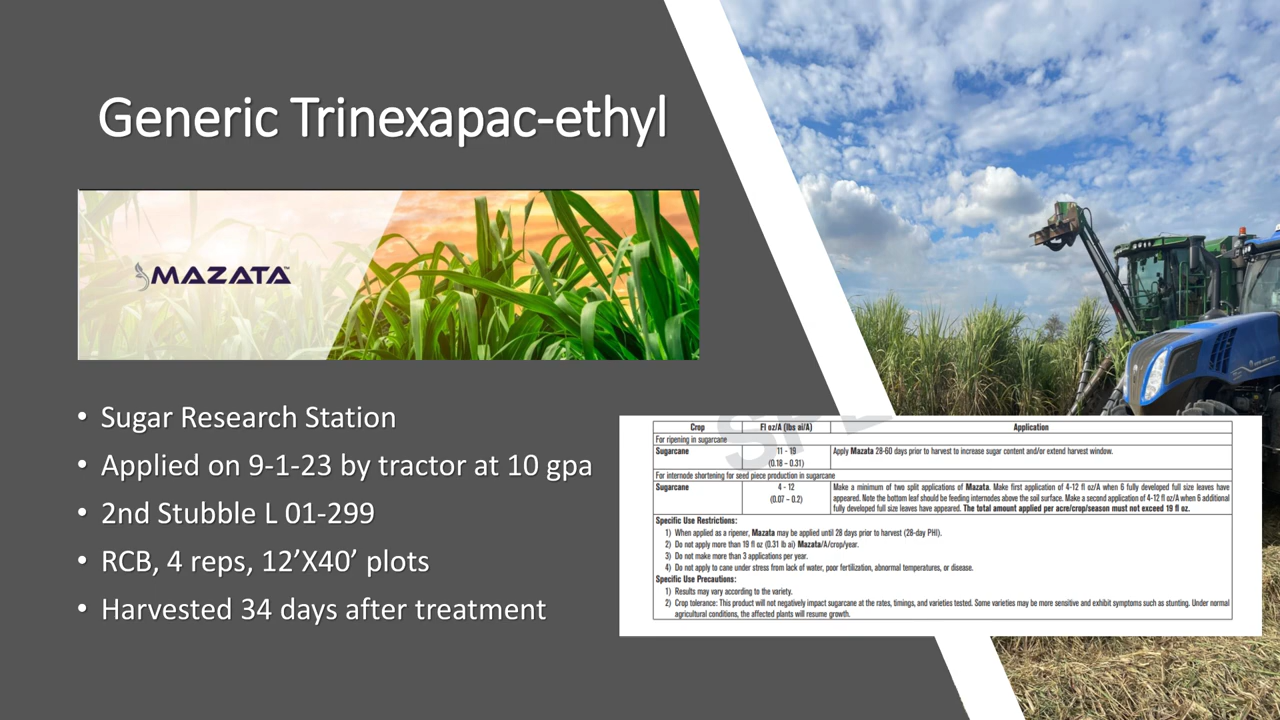 Generic Trinexapac-ethyl
MAZATA™
• Sugar Research Station
• Applied on 9-1-23 by tractor at 10 gpa
• 2nd Stubble L 01-299
• RCB, 4 reps, 12’X40’ plots
• Harvested 34 days after treatment
SPE
Crop Fl oz/A (lbs ai/A) Application
For ripening in sugarcane
Sugarcane 11 - 19 Apply Mazata 28-60 days prior to harvest to increase sugar content and/or extend harvest window.
(0.18 - 0.31)
For internode shortening for seed piece production in sugarcane
Sugarcane 4 - 12 Make a minimum of two split applications of Mazata. Make first application of 4-12 fl oz/A when 6 fully developed full size leaves have
(0.07 - 0.2) appeared. Note the bottom leaf should be feeding internodes above the soil surface. Make a second application of 4-12 fl oz/A when 6 additional
fully developed full size leaves have appeared. The total amount applied per acre/crop/season must not exceed 19 fl oz.
Specific Use Restrictions:
1) When applied as a ripener, Mazata may be applied until 28 days prior to harvest (28-day PHI).
2) Do not apply more than 19 fl oz (0.31 lb ai) Mazata/A/crop/year.
3) Do not make more than 3 applications per year.
4) Do not apply to cane under stress from lack of water, poor fertilization, abnormal temperatures, or disease.
Specific Use Precautions:
1) Results may vary according to the variety.
2) Crop tolerance: This product will not negatively impact sugarcane at the rates, timings, and varieties tested. Some varieties may be more sensitive and exhibit symptoms such as stunting. Under normal
agricultural conditions, the affected plants will resume growth.